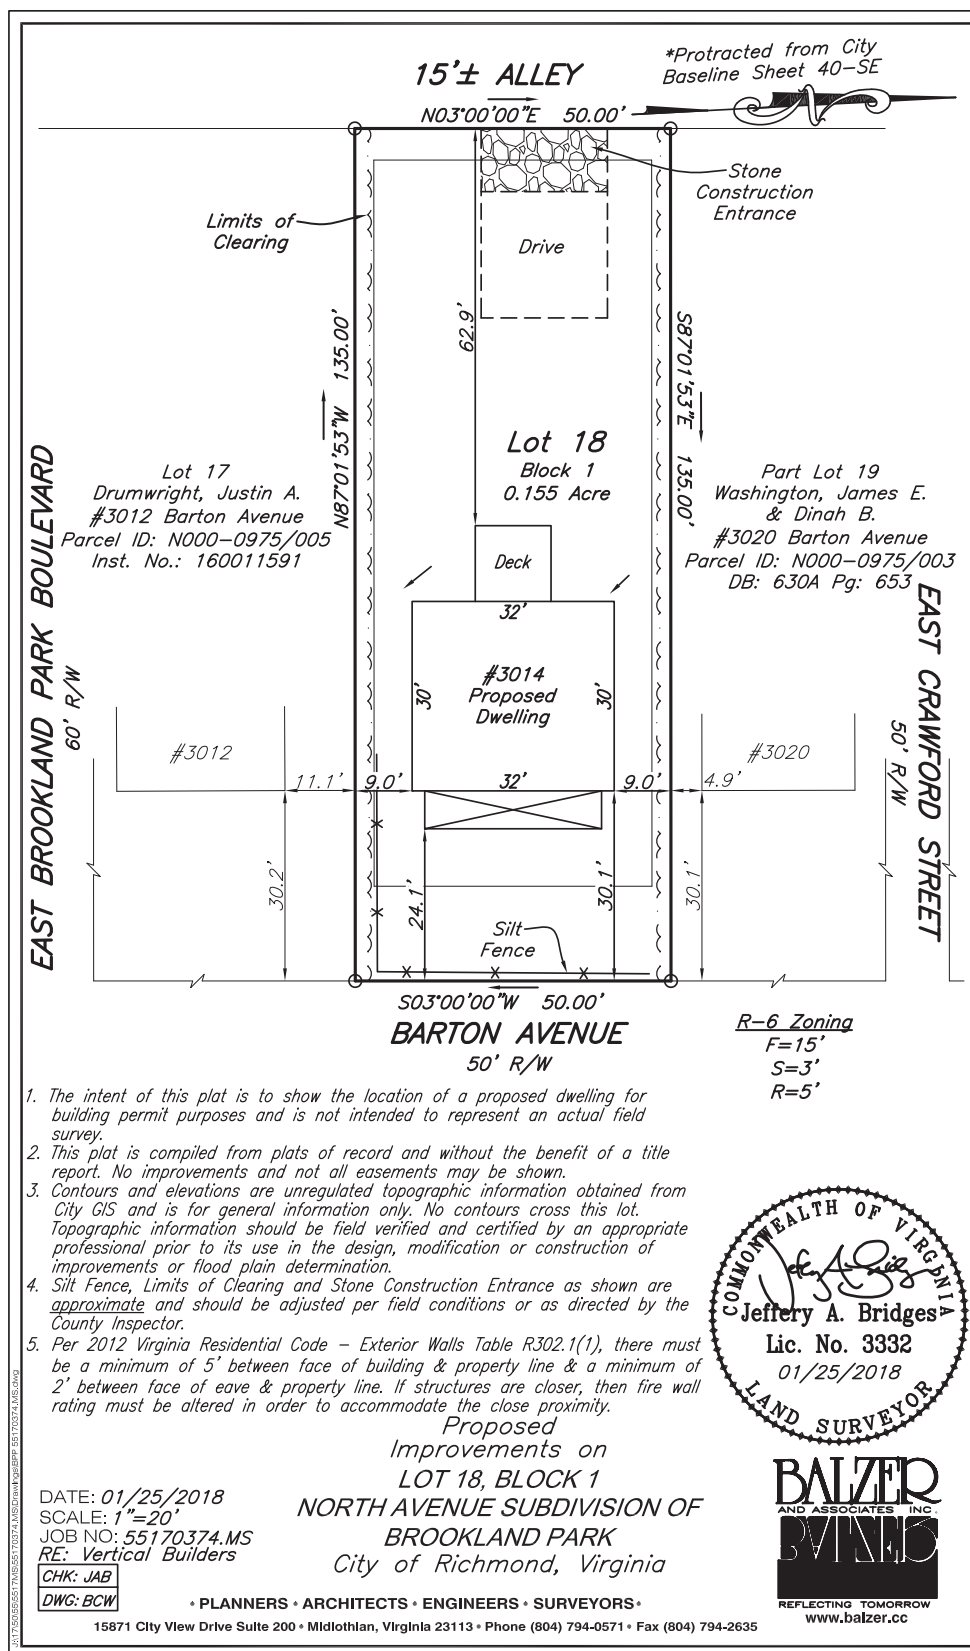 *Protracted from City
Baseline Sheet 40-SE
15'± ALLEY
N03°00'00"E 50.00'
N
Stone
Construction
Entrance
Limits of
Clearing
Drive
62.9'
N87°01'53"W 135.00'
S87°01'53"E 135.00'
Lot 18
Block 1
0.155 Acre
Lot 17
Drumwright, Justin A.
#3012 Barton Avenue
Parcel ID: N000-0975/005
Inst. No.: 160011591
Part Lot 19
Washington, James E.
& Dinah B.
#3020 Barton Avenue
Parcel ID: N000-0975/003
DB: 630A Pg: 653
EAST BROOKLAND PARK BOULEVARD
60' R/W
EAST CRAWFORD STREET
50' R/W
Deck
32'
#3014
Proposed
Dwelling
30'
30'
32'
#3012
#3020
11.1'
9.0'
9.0'
4.9'
30.2'
24.1'
30.1'
30.1'
Silt
Fence
S03°00'00"W 50.00'
BARTON AVENUE
50' R/W
R-6 Zoning
F=15'
S=3'
R=5'
1. The intent of this plat is to show the location of a proposed dwelling for
building permit purposes and is not intended to represent an actual field
survey.
2. This plat is compiled from plats of record and without the benefit of a title
report. No improvements and not all easements may be shown.
3. Contours and elevations are unregulated topographic information obtained from
City GIS and is for general information only. No contours cross this lot.
Topographic information should be field verified and certified by an appropriate
professional prior to its use in the design, modification or construction of
improvements or flood plain determination.
4. Silt Fence, Limits of Clearing and Stone Construction Entrance as shown are
approximate and should be adjusted per field conditions or as directed by the
County Inspector.
5. Per 2012 Virginia Residential Code - Exterior Walls Table R302.1(1), there must
be a minimum of 5' between face of building & property line & a minimum of
2' between face of eave & property line. If structures are closer, then fire wall
rating must be altered in order to accommodate the close proximity.
COMMONWEALTH OF VIRGINIA
Jeffery A. Bridges
Lic. No. 3332
01/25/2018
LAND SURVEYOR
Proposed
Improvements on
LOT 18, BLOCK 1
NORTH AVENUE SUBDIVISION OF
BROOKLAND PARK
City of Richmond, Virginia
DATE: 01/25/2018
SCALE: 1"=20'
JOB NO: 55170374.MS
RE: Vertical Builders
CHK: JAB
DWG: BCW
BALZER
AND ASSOCIATES INC.
REFLECTING TOMORROW
www.balzer.cc
• PLANNERS • ARCHITECTS • ENGINEERS • SURVEYORS •
15871 City View Drive Suite 200 • Midlothian, Virginia 23113 • Phone (804) 794-0571 • Fax (804) 794-2635